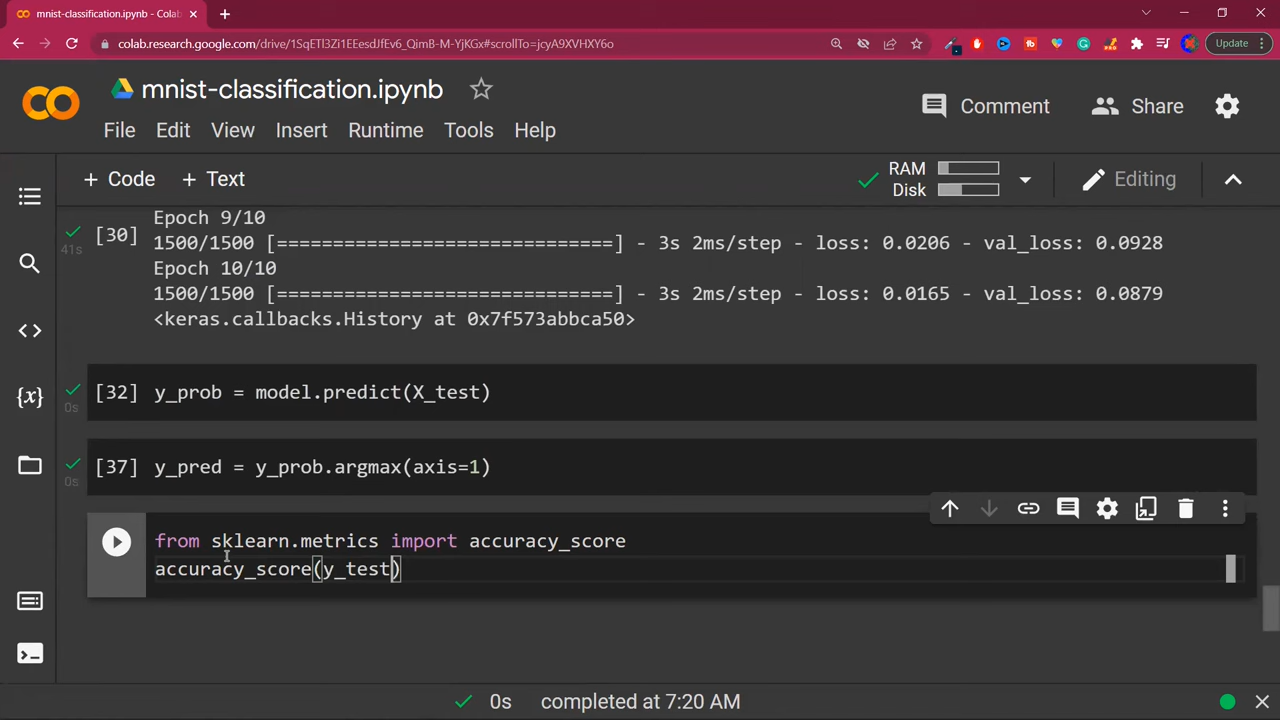 mnist-classification.ipynb - Colab
colab.research.google.com/drive/1SqETl3Zi1EEesdJfEv6_QimB-M-YjKGx#scrollTo=jcyA9XVHXY6o
Update
mnist-classification.ipynb
Comment
Share
File Edit View Insert Runtime Tools Help
+ Code + Text
RAM
Disk
Editing
Epoch 9/10
[30]
41s
1500/1500 [==============================] - 3s 2ms/step - loss: 0.0206 - val_loss: 0.0928
Epoch 10/10
1500/1500 [==============================] - 3s 2ms/step - loss: 0.0165 - val_loss: 0.0879
<keras.callbacks.History at 0x7f573abbca50>
[32] y_prob = model.predict(X_test)
0s
[37] y_pred = y_prob.argmax(axis=1)
0s
from sklearn.metrics import accuracy_score
accuracy_score(y_test)
{x}
0s completed at 7:20 AM